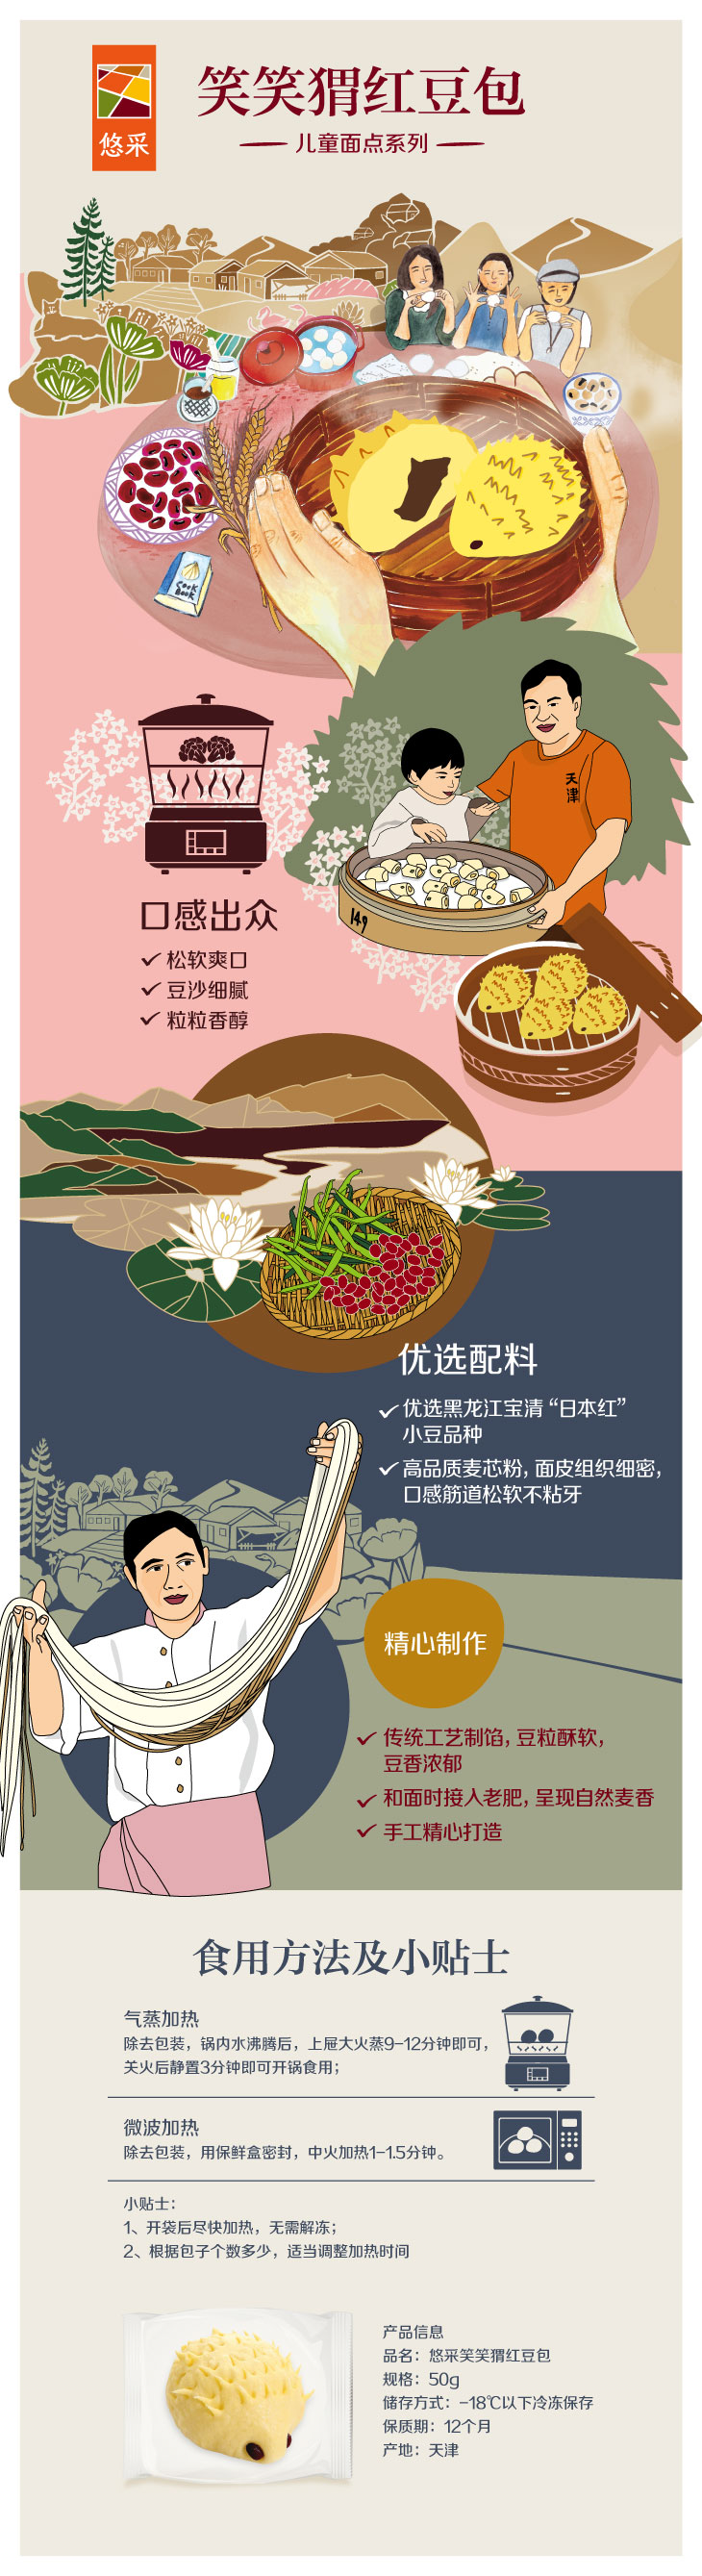 悠采
笑笑猬红豆包
儿童面点系列
Cook
Book
天津
149
口感出众
松软爽口
豆沙细腻
粒粒香醇
优选配料
优选黑龙江宝清“日本红”
小豆品种
高品质麦芯粉, 面皮组织细密,
口感筋道松软不粘牙
精心制作
传统工艺制馅, 豆粒酥软,
豆香浓郁
和面时接入老肥, 呈现自然麦香
手工精心打造
食用方法及小贴士
气蒸加热
除去包装，锅内水沸腾后，上屉大火蒸9-12分钟即可，
关火后静置3分钟即可开锅食用；
微波加热
除去包装，用保鲜盒密封，中火加热1-1.5分钟。
小贴士：
1、开袋后尽快加热，无需解冻；
2、根据包子个数多少，适当调整加热时间
产品信息
品名：悠采笑笑猬红豆包
规格：50g
储存方式：-18℃以下冷冻保存
保质期：12个月
产地：天津